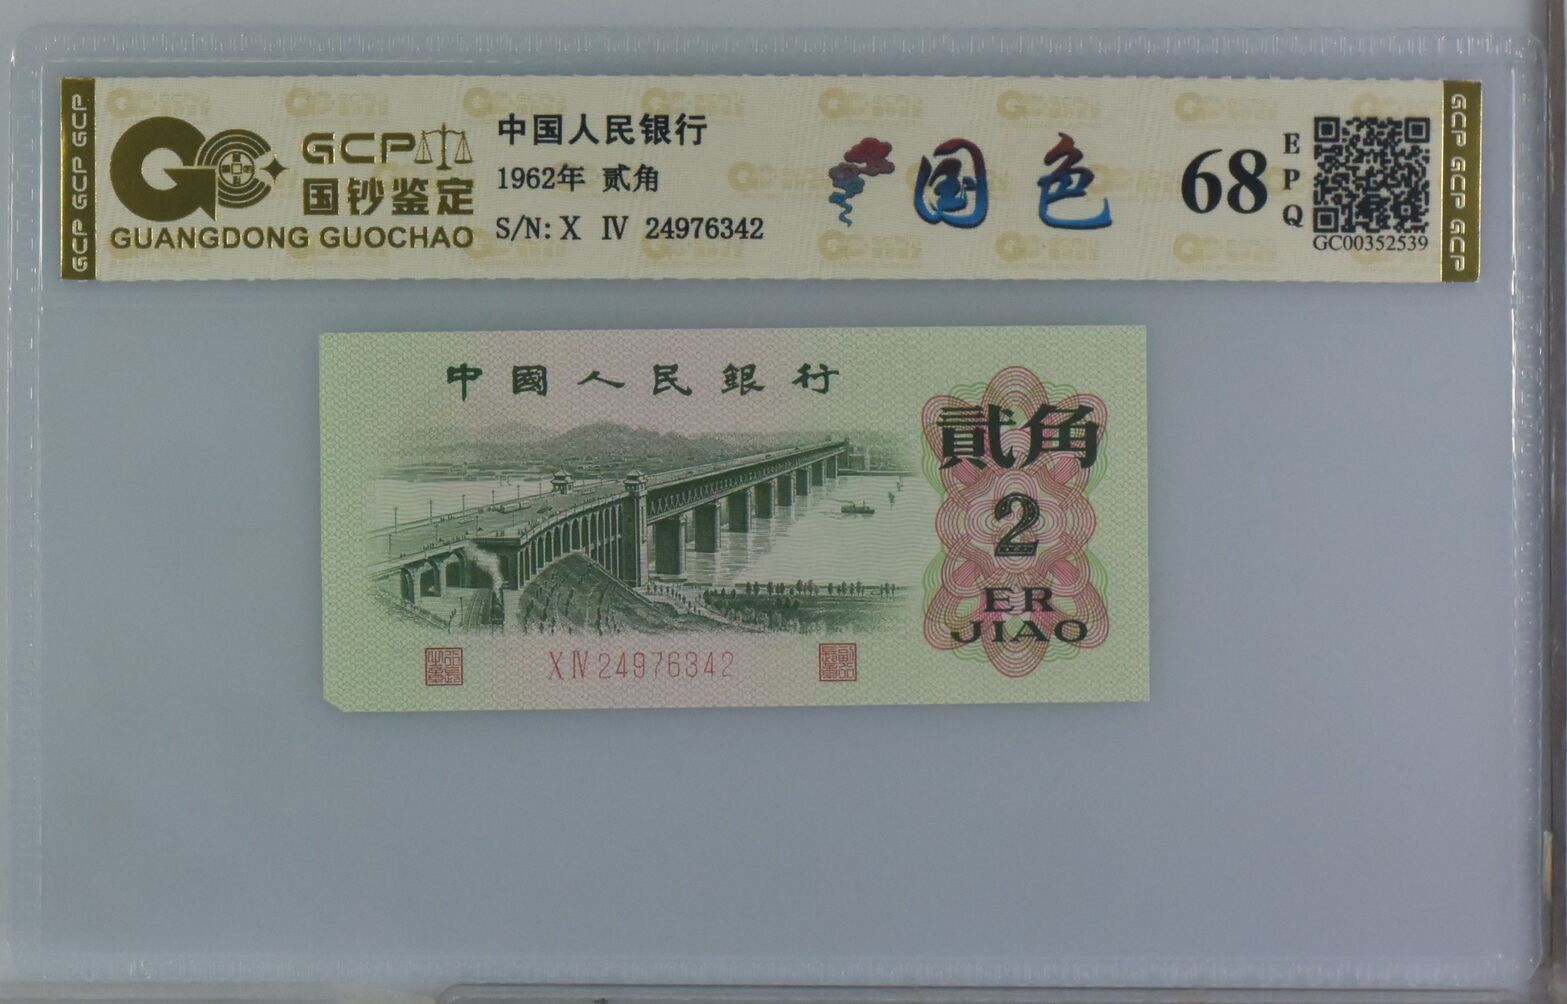 GCP
国钞鉴定
GUANGDONG GUOCHAO
中国人民银行
1962年 贰角
S/N: X IV 24976342
国色
68
EPQ
GC00352539
GCP GCP GCP
GCP GCP GCP
中國人民銀行
貳角
2
ER
JIAO
X IV 24976342